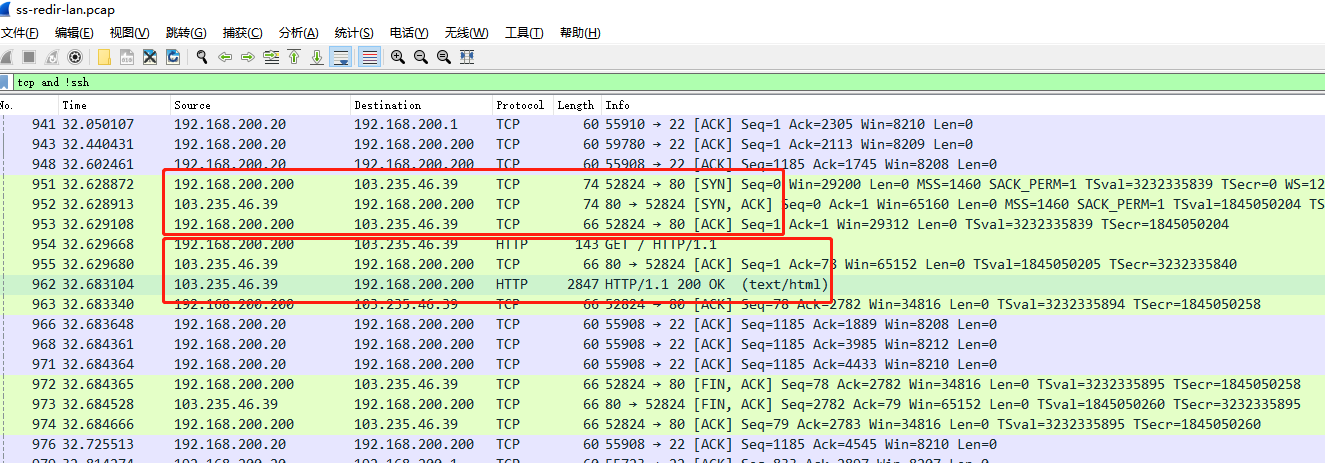 ss-redir-lan.pcap
文件(F) 编辑(E) 视图(V) 跳转(G) 捕获(C) 分析(A) 统计(S) 电话(Y) 无线(W) 工具(T) 帮助(H)
tcp and !ssh
No. Time Source Destination Protocol Length Info
941 32.050107 192.168.200.20 192.168.200.1 TCP 60 55910 → 22 [ACK] Seq=1 Ack=2305 Win=8210 Len=0
943 32.440431 192.168.200.20 192.168.200.200 TCP 60 59780 → 22 [ACK] Seq=1 Ack=2113 Win=8209 Len=0
948 32.602461 192.168.200.20 192.168.200.200 TCP 60 55908 → 22 [ACK] Seq=1185 Ack=1745 Win=8208 Len=0
951 32.628872 192.168.200.200 103.235.46.39 TCP 74 52824 → 80 [SYN] Seq=0 Win=29200 Len=0 MSS=1460 SACK_PERM=1 TSval=3232335839 TSecr=0 WS=12
952 32.628913 103.235.46.39 192.168.200.200 TCP 74 80 → 52824 [SYN, ACK] Seq=0 Ack=1 Win=65160 Len=0 MSS=1460 SACK_PERM=1 TSval=1845050204 TS
953 32.629108 192.168.200.200 103.235.46.39 TCP 66 52824 → 80 [ACK] Seq=1 Ack=1 Win=29312 Len=0 TSval=3232335839 TSecr=1845050204
954 32.629668 192.168.200.200 103.235.46.39 HTTP 143 GET / HTTP/1.1
955 32.629680 103.235.46.39 192.168.200.200 TCP 66 80 → 52824 [ACK] Seq=1 Ack=78 Win=65152 Len=0 TSval=1845050205 TSecr=3232335840
962 32.683104 103.235.46.39 192.168.200.200 HTTP 2847 HTTP/1.1 200 OK (text/html)
963 32.683340 192.168.200.200 103.235.46.39 TCP 66 52824 → 80 [ACK] Seq=78 Ack=2782 Win=34816 Len=0 TSval=3232335894 TSecr=1845050258
966 32.683648 192.168.200.20 192.168.200.200 TCP 60 55908 → 22 [ACK] Seq=1185 Ack=1889 Win=8208 Len=0
968 32.684361 192.168.200.20 192.168.200.200 TCP 60 55908 → 22 [ACK] Seq=1185 Ack=3985 Win=8212 Len=0
971 32.684364 192.168.200.20 192.168.200.200 TCP 60 55908 → 22 [ACK] Seq=1185 Ack=4433 Win=8210 Len=0
972 32.684365 192.168.200.200 103.235.46.39 TCP 66 52824 → 80 [FIN, ACK] Seq=78 Ack=2782 Win=34816 Len=0 TSval=3232335895 TSecr=1845050258
973 32.684528 103.235.46.39 192.168.200.200 TCP 66 80 → 52824 [FIN, ACK] Seq=2782 Ack=79 Win=65152 Len=0 TSval=1845050260 TSecr=3232335895
974 32.684666 192.168.200.200 103.235.46.39 TCP 66 52824 → 80 [ACK] Seq=79 Ack=2783 Win=34816 Len=0 TSval=3232335895 TSecr=1845050260
976 32.725513 192.168.200.20 192.168.200.200 TCP 60 55908 → 22 [ACK] Seq=1185 Ack=4545 Win=8210 Len=0